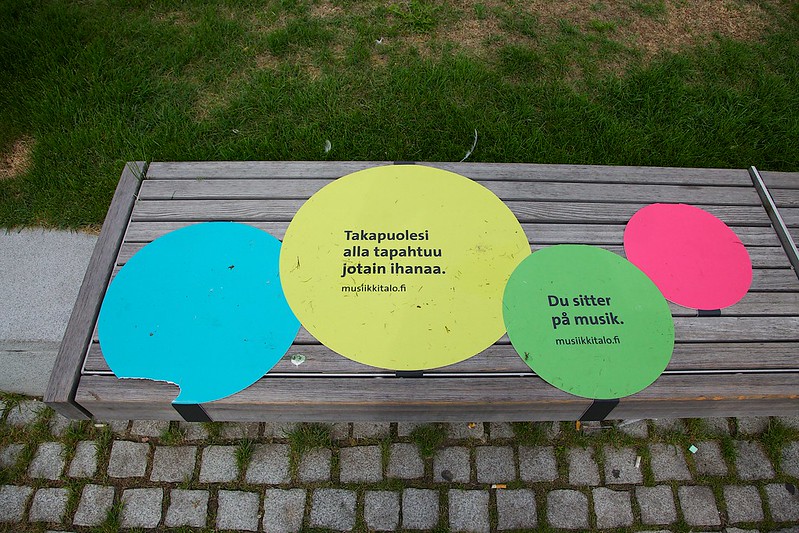 Takapuolesi
alla tapahtuu
jotain ihanaa.
musiikkitalo.fi
Du sitter
på musik.
musiikkitalo.fi